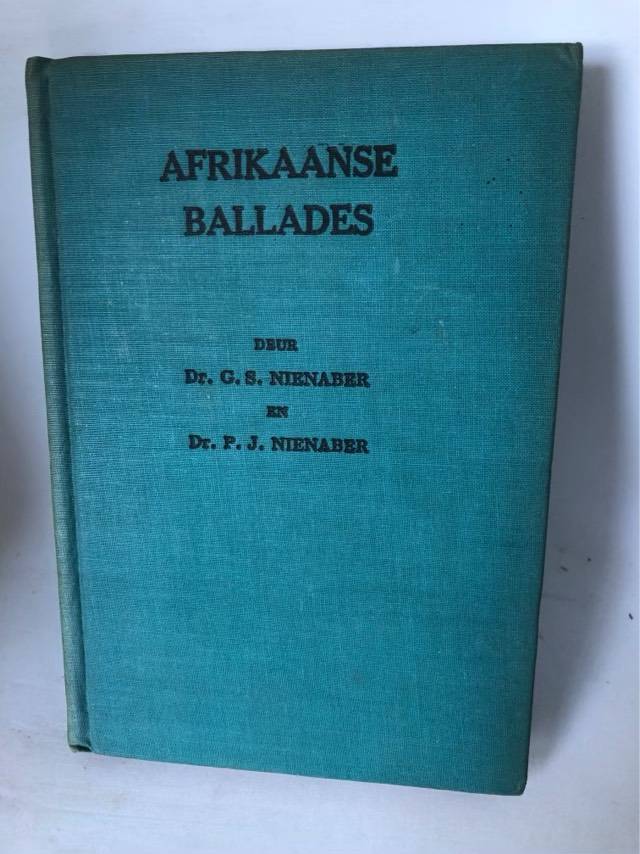 AFRIKAANSE
BALLADES
DEUR
Dr. G. S. NIENABER
EN
Dr. P. J. NIENABER